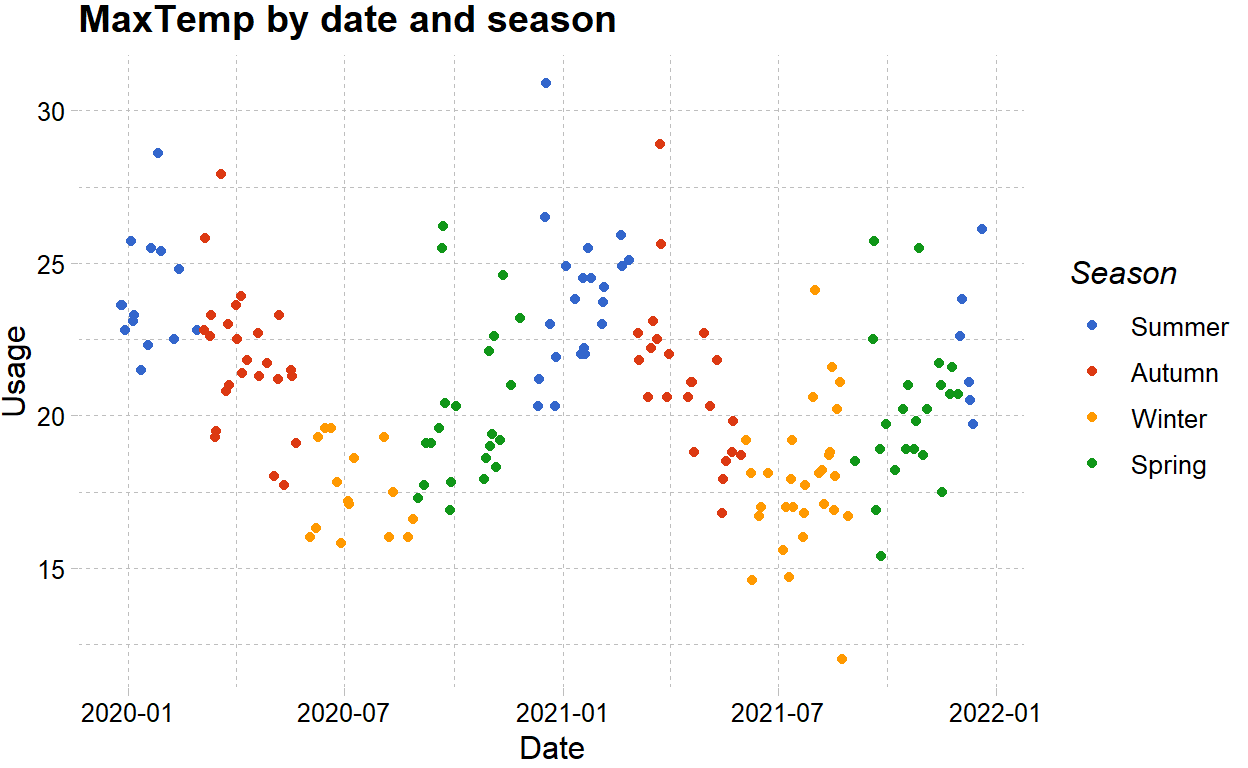 MaxTemp by date and season
Usage
30
25
20
15
2020-01
2020-07
2021-01
2021-07
2022-01
Date
Season
Summer
Autumn
Winter
Spring